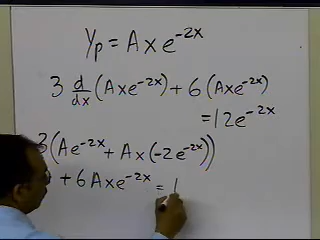 Yp = Axe^{-2x}
3 d/dx (Axe^{-2x}) + 6 (Axe^{-2x})
= 12e^{-2x}
3(Ae^{-2x} + Ax(-2e^{-2x}))
+ 6Axe^{-2x} = 1